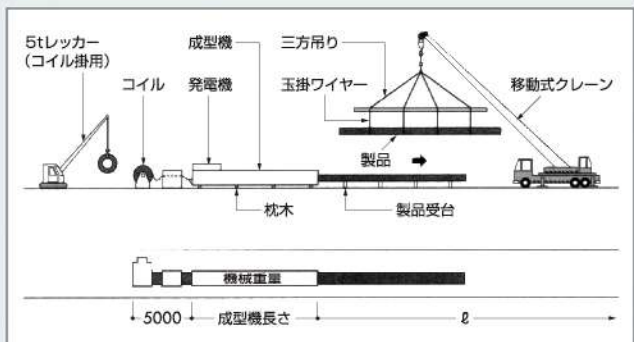 5tレッカー
(コイル掛用)
コイル
発電機
成型機
三方吊り
玉掛ワイヤー
移動式クレーン
製品
枕木
製品受台
機械重量
5000
成型機長さ
ℓ